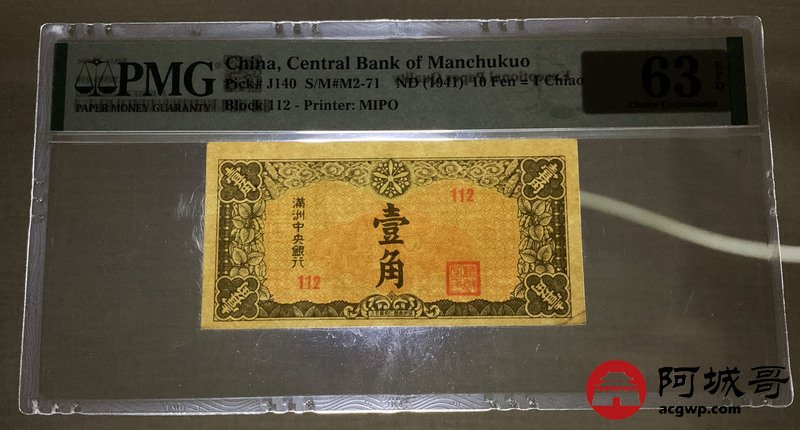 PMG
PAPER MONEY GUARANTY
China, Central Bank of Manchukuo
Pick# J140 S/M#M2-71 ND (1941) 10 Fen = 1 Chiao
Block 112 - Printer: MIPO
63
EPQ
Choice Uncirculated
112
滿洲中央銀行
壹角
112
阿城哥
acgwp.com